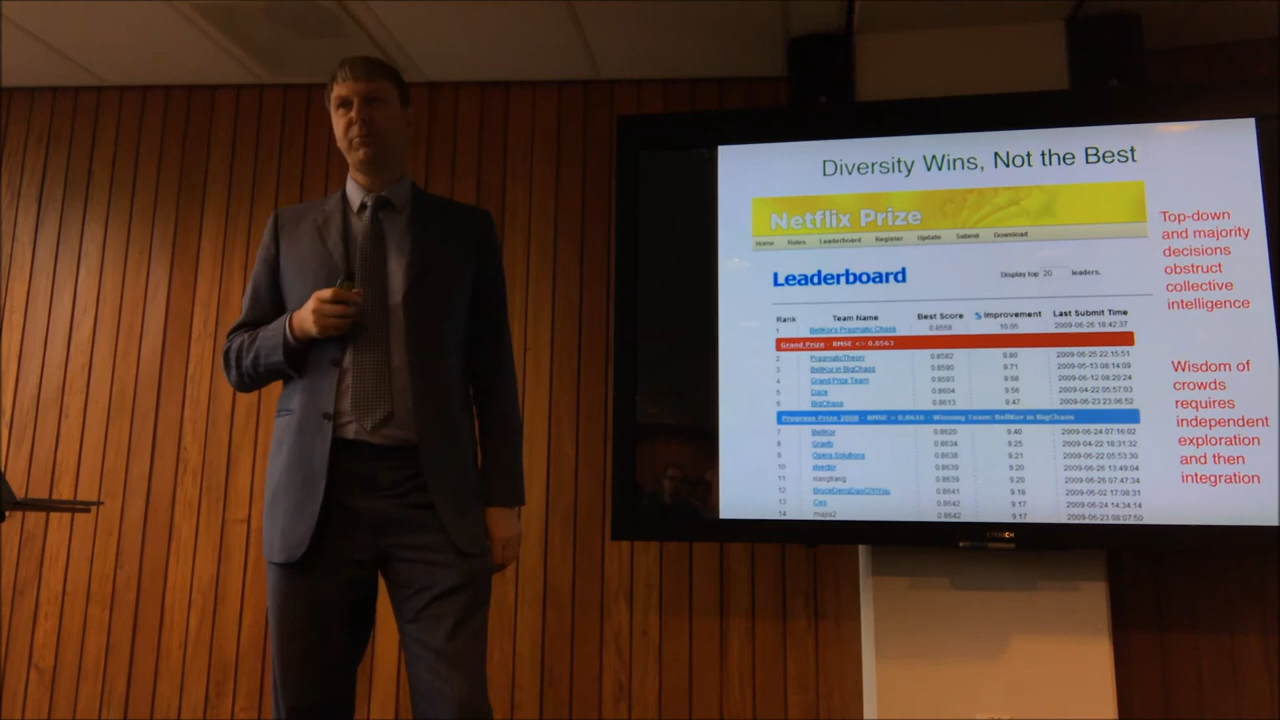 Diversity Wins, Not the Best
Netflix Prize
Home Rules Leaderboard Register Update Submit Download
Leaderboard
Display top 20 leaders.
Rank Team Name Best Score % Improvement Last Submit Time
1 BellKor's Pragmatic Chaos 0.8558 10.05 2009-06-26 18:42:37
Grand Prize - RMSE <= 0.8563
2 PragmaticTheory 0.8582 9.80 2009-06-25 22:15:51
3 BellKor in BigChaos 0.8590 9.71 2009-05-13 08:14:09
4 Grand Prize Team 0.8593 9.68 2009-06-12 08:20:24
5 Dace 0.8604 9.56 2009-04-22 05:57:03
6 BigChaos 0.8613 9.47 2009-06-23 23:06:52
Progress Prize 2008 - RMSE = 0.8616 - Winning Team: BellKor in BigChaos
7 BellKor 0.8620 9.40 2009-06-24 07:16:02
8 Gravity 0.8634 9.25 2009-04-22 18:31:32
9 Opera Solutions 0.8638 9.21 2009-06-22 05:53:30
10 xlvector 0.8639 9.20 2009-06-26 13:49:04
11 xiangliang 0.8639 9.20 2009-06-26 07:47:34
12 BruceDengDaoCiYiYou 0.8641 9.18 2009-06-02 17:08:31
13 Ces 0.8642 9.17 2009-06-24 14:34:14
14 majia2 0.8642 9.17 2009-06-23 08:07:50
Top-down
and majority
decisions
obstruct
collective
intelligence
Wisdom of
crowds
requires
independent
exploration
and then
integration